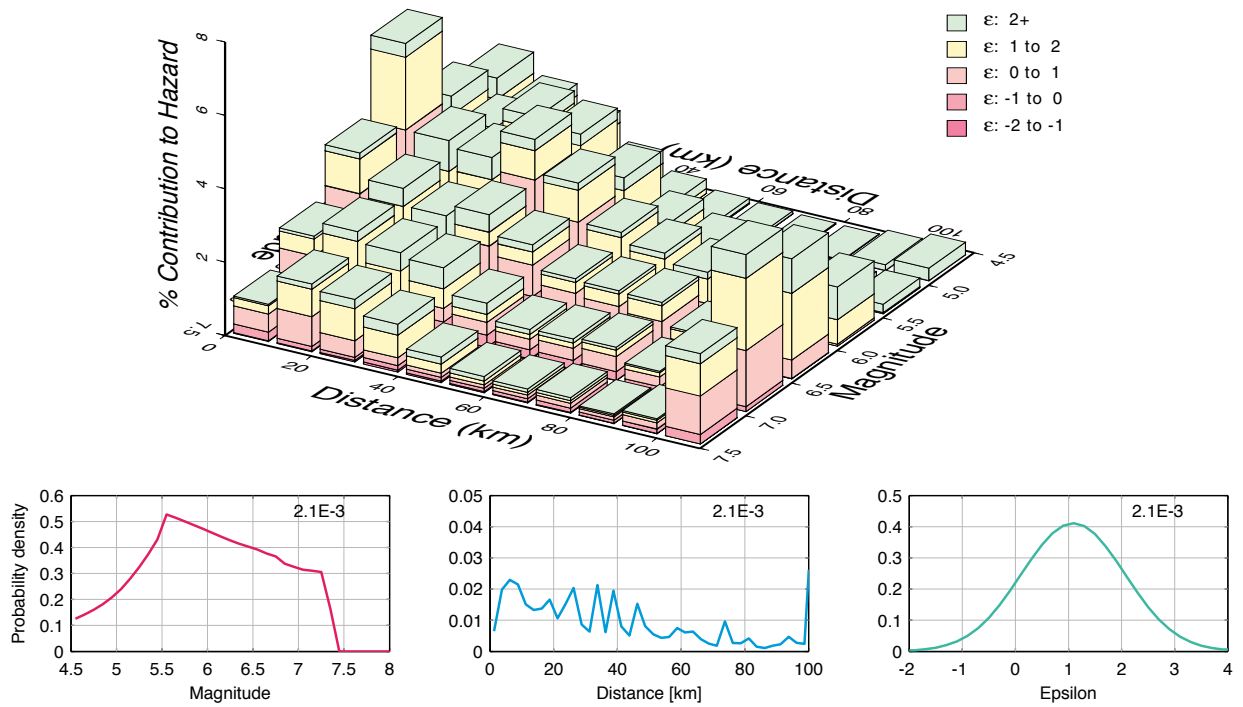 ε: 2+
ε: 1 to 2
ε: 0 to 1
ε: -1 to 0
ε: -2 to -1
% Contribution to Hazard
8
6
4
2
Distance (km)
40
60
80
100
4.5
5.0
5.5
6.0
6.5
7.0
7.5
Magnitude
7.5
0
20
40
60
80
100
Distance (km)
de
Probability density
0.6
0.5
0.4
0.3
0.2
0.1
0
2.1E-3
4.5 5 5.5 6 6.5 7 7.5 8
Magnitude
0.05
0.04
0.03
0.02
0.01
0
2.1E-3
0 20 40 60 80 100
Distance [km]
0.5
0.4
0.3
0.2
0.1
0
2.1E-3
-2 -1 0 1 2 3 4
Epsilon